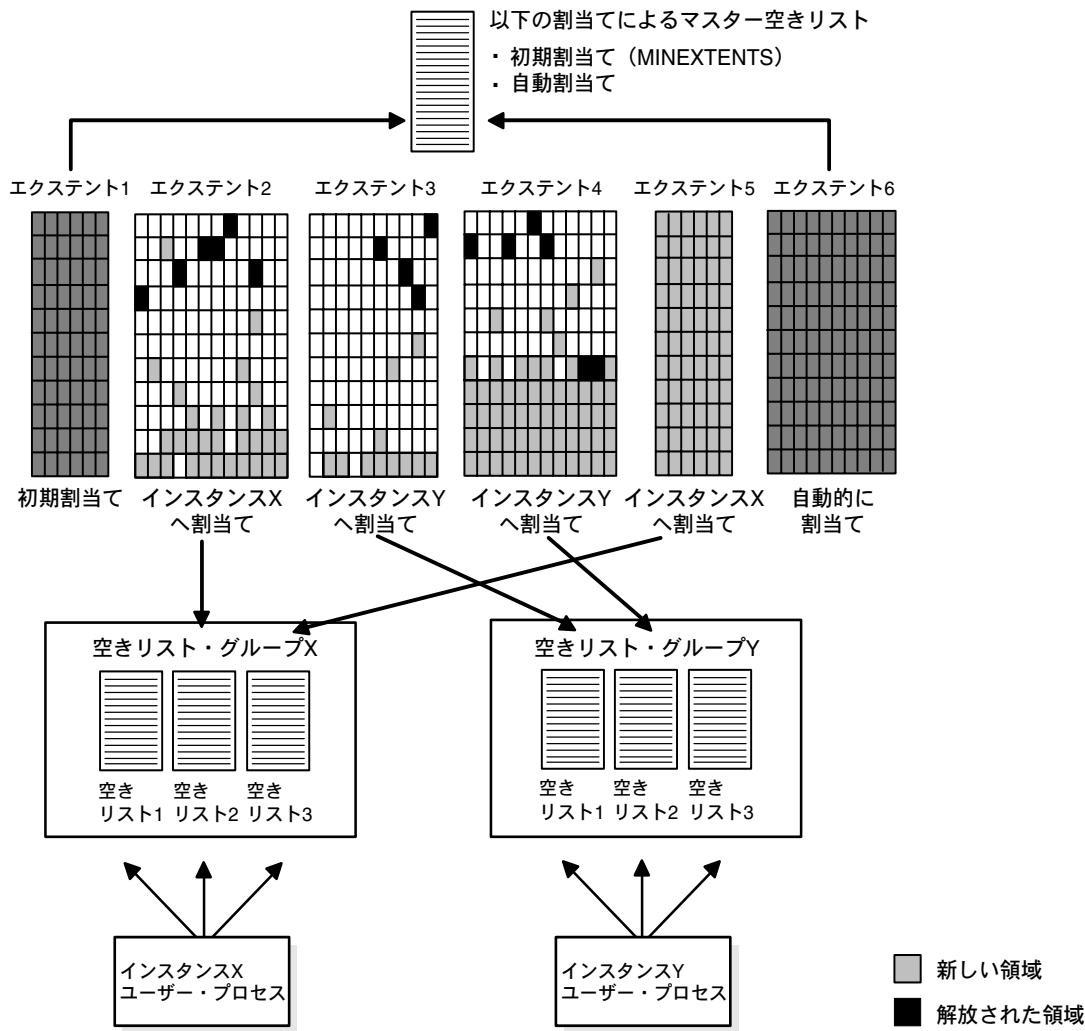 以下の割当てによるマスター空きリスト
・ 初期割当て（MINEXTENTS）
・ 自動割当て
エクステント1
エクステント2
エクステント3
エクステント4
エクステント5
エクステント6
初期割当て
インスタンスX
へ割当て
インスタンスY
へ割当て
インスタンスY
へ割当て
インスタンスX
へ割当て
自動的に
割当て
空きリスト・グループX
空き
リスト1
空き
リスト2
空き
リスト3
空きリスト・グループY
空き
リスト1
空き
リスト2
空き
リスト3
インスタンスX
ユーザー・プロセス
インスタンスY
ユーザー・プロセス
新しい領域
解放された領域